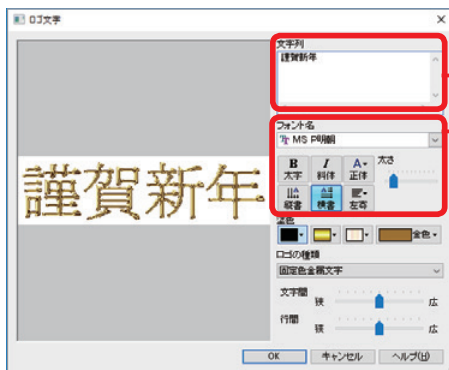 ロゴ文字
謹賀新年
文字列
謹賀新年
フォント名
MS P明朝
B 太字
I 斜体
A 正体
太さ
縦書
横書
左寄
塗色
金色
ロゴの種類
固定色金属文字
文字間
狭 広
行間
狭 広
OK キャンセル ヘルプ(H)